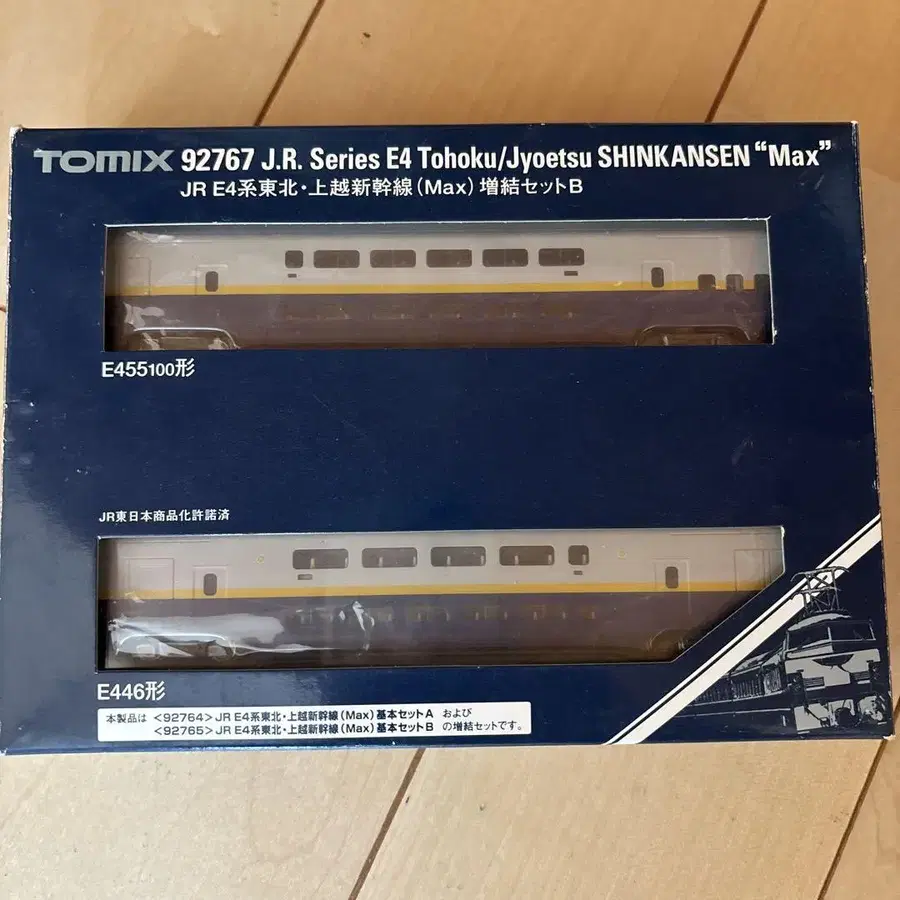 TOMIX 92767 J.R. Series E4 Tohoku/Jyoetsu SHINKANSEN “Max”
JR E4系東北・上越新幹線(Max)増結セットB
E455100形
JR東日本商品化許諾済
E446形
本製品は <92764>JR E4系東北・上越新幹線(Max)基本セットA および
<92765>JR E4系東北・上越新幹線(Max)基本セットB の増結セットです。